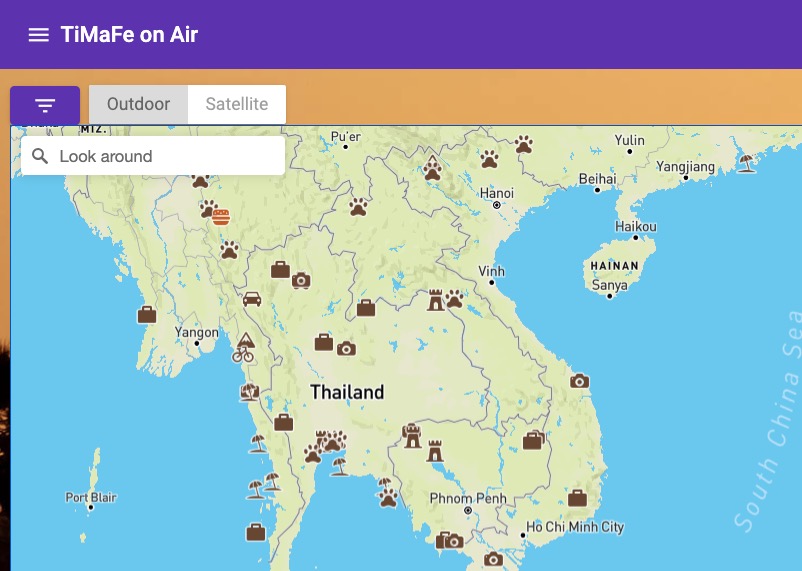 TiMaFe on Air
Outdoor
Satellite
MTZ.
Look around
Pu'er
Yulin
Beihai
Yangjiang
Hanoi
Haikou
HAINAN
Sanya
Vinh
Yangon
Thailand
South China Sea
Port Blair
Phnom Penh
Ho Chi Minh City